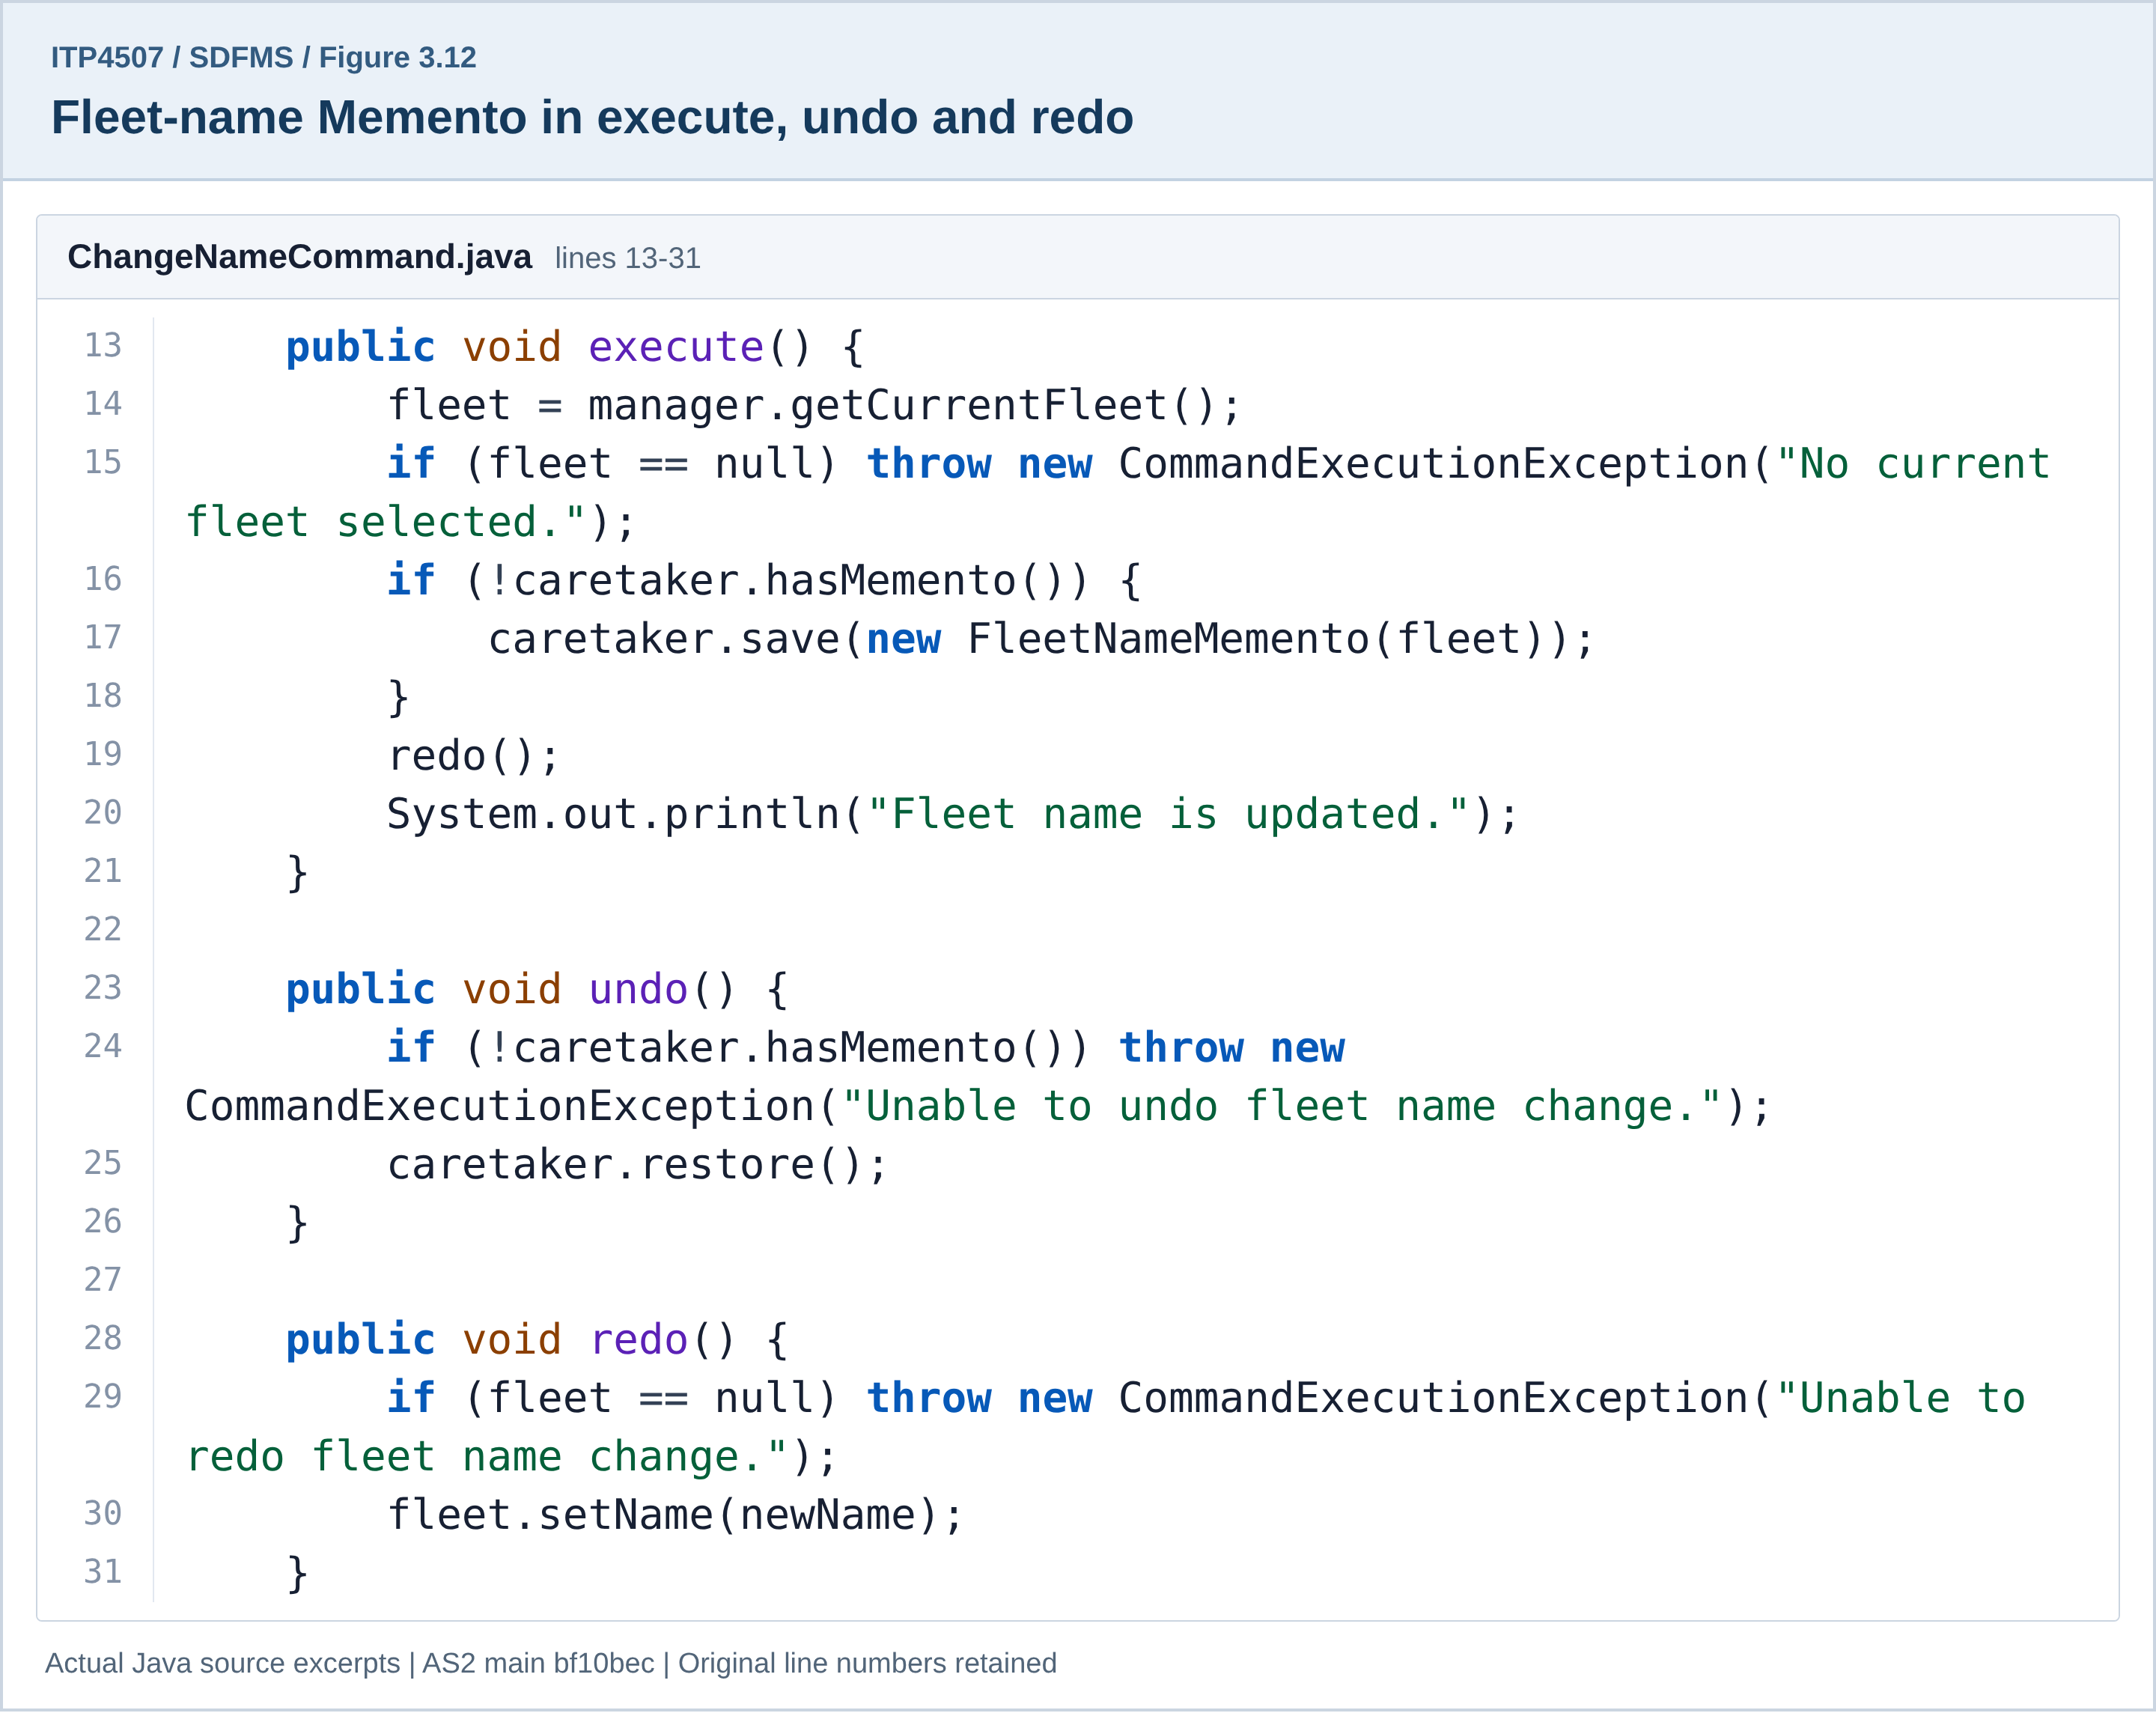 ITP4507 / SDFMS / Figure 3.12
Fleet-name Memento in execute, undo and redo
ChangeNameCommand.java lines 13-31
13     public void execute() {
14         fleet = manager.getCurrentFleet();
15         if (fleet == null) throw new CommandExecutionException("No current
fleet selected.");
16         if (!caretaker.hasMemento()) {
17             caretaker.save(new FleetNameMemento(fleet));
18         }
19         redo();
20         System.out.println("Fleet name is updated.");
21     }
22
23     public void undo() {
24         if (!caretaker.hasMemento()) throw new
CommandExecutionException("Unable to undo fleet name change.");
25         caretaker.restore();
26     }
27
28     public void redo() {
29         if (fleet == null) throw new CommandExecutionException("Unable to
redo fleet name change.");
30         fleet.setName(newName);
31     }
Actual Java source excerpts | AS2 main bf10bec | Original line numbers retained